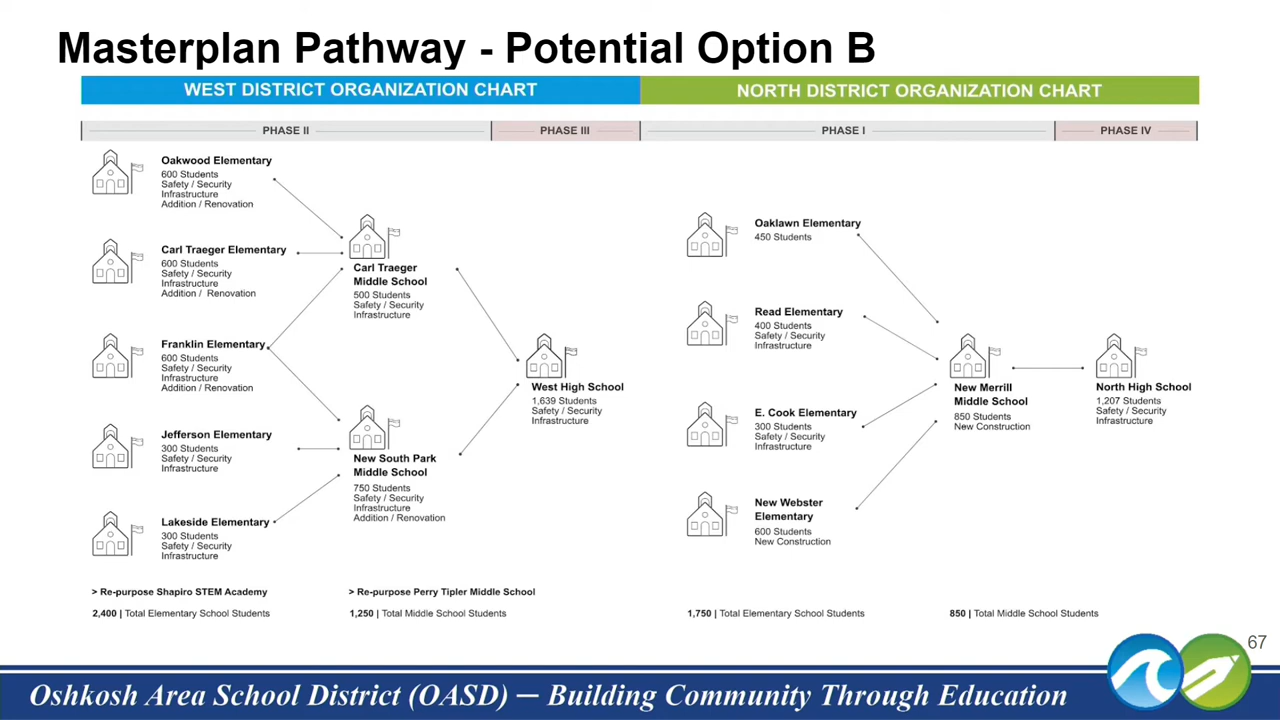 Masterplan Pathway - Potential Option B
WEST DISTRICT ORGANIZATION CHART
NORTH DISTRICT ORGANIZATION CHART
PHASE II
PHASE III
PHASE I
PHASE IV
Oakwood Elementary
600 Students
Safety / Security
Infrastructure
Addition / Renovation
Carl Traeger Elementary
600 Students
Safety / Security
Infrastructure
Addition / Renovation
Franklin Elementary
600 Students
Safety / Security
Infrastructure
Addition / Renovation
Jefferson Elementary
300 Students
Safety / Security
Infrastructure
Lakeside Elementary
300 Students
Safety / Security
Infrastructure
Carl Traeger
Middle School
500 Students
Safety / Security
Infrastructure
New South Park
Middle School
750 Students
Safety / Security
Infrastructure
Addition / Renovation
West High School
1,639 Students
Safety / Security
Infrastructure
Oaklawn Elementary
450 Students
Read Elementary
400 Students
Safety / Security
Infrastructure
E. Cook Elementary
300 Students
Safety / Security
Infrastructure
New Webster
Elementary
600 Students
New Construction
New Merrill
Middle School
850 Students
New Construction
North High School
1,207 Students
Safety / Security
Infrastructure
> Re-purpose Shapiro STEM Academy
> Re-purpose Perry Tipler Middle School
2,400 | Total Elementary School Students
1,250 | Total Middle School Students
1,750 | Total Elementary School Students
850 | Total Middle School Students
67
Oshkosh Area School District (OASD) — Building Community Through Education